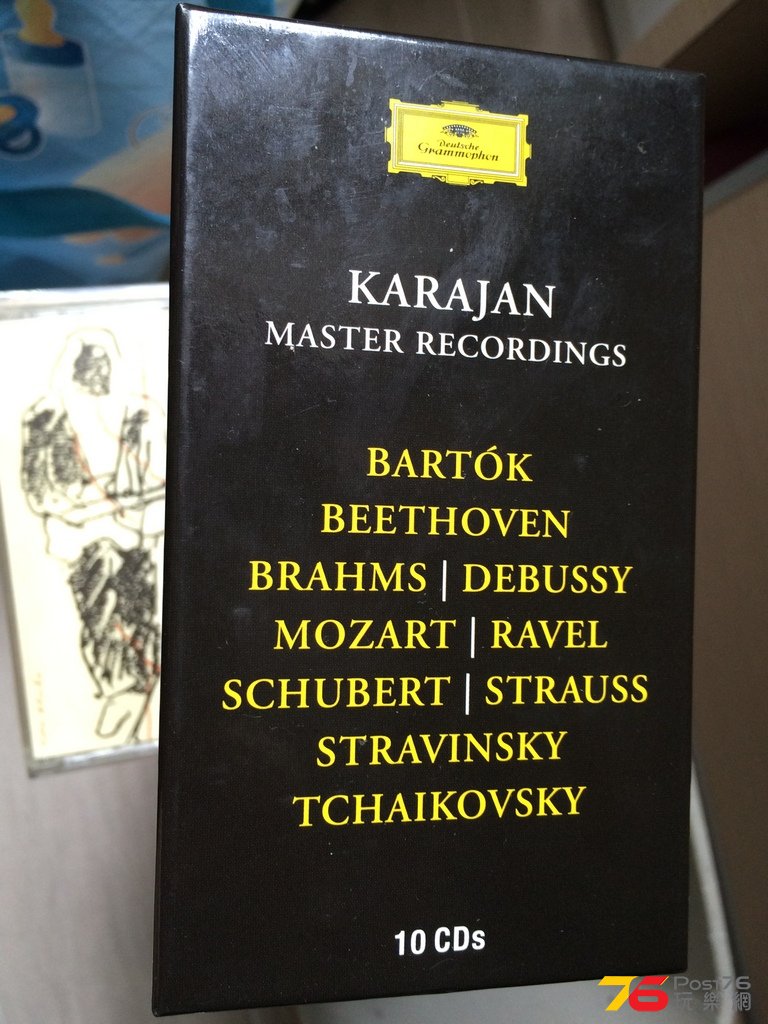 Deutsche
Grammophon
KARAJAN
MASTER RECORDINGS
BARTÓK
BEETHOVEN
BRAHMS | DEBUSSY
MOZART | RAVEL
SCHUBERT | STRAUSS
STRAVINSKY
TCHAIKOVSKY
10 CDs
76 Post76
玩·樂網